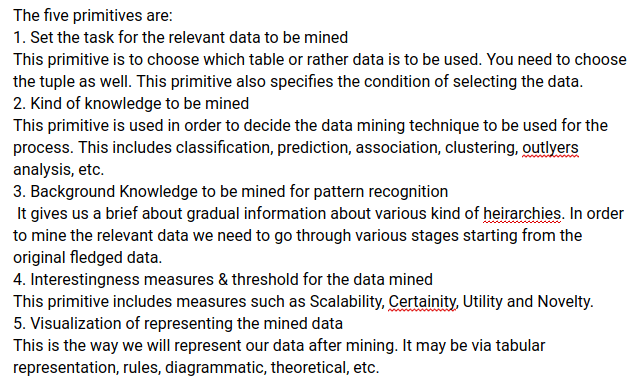 The five primitives are:
1. Set the task for the relevant data to be mined
This primitive is to choose which table or rather data is to be used. You need to choose
the tuple as well. This primitive also specifies the condition of selecting the data.
2. Kind of knowledge to be mined
This primitive is used in order to decide the data mining technique to be used for the
process. This includes classification, prediction, association, clustering, outlyers
analysis, etc.
3. Background Knowledge to be mined for pattern recognition
It gives us a brief about gradual information about various kind of heirarchies. In order
to mine the relevant data we need to go through various stages starting from the
original fledged data.
4. Interestingness measures & threshold for the data mined
This primitive includes measures such as Scalability, Certainity, Utility and Novelty.
5. Visualization of representing the mined data
This is the way we will represent our data after mining. It may be via tabular
representation, rules, diagrammatic, theoretical, etc.